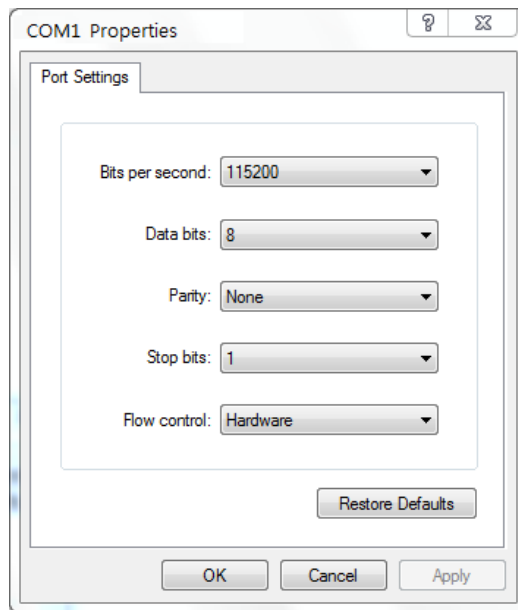 COM1 Properties
Port Settings
Bits per second: 115200
Data bits: 8
Parity: None
Stop bits: 1
Flow control: Hardware
Restore Defaults
OK Cancel Apply